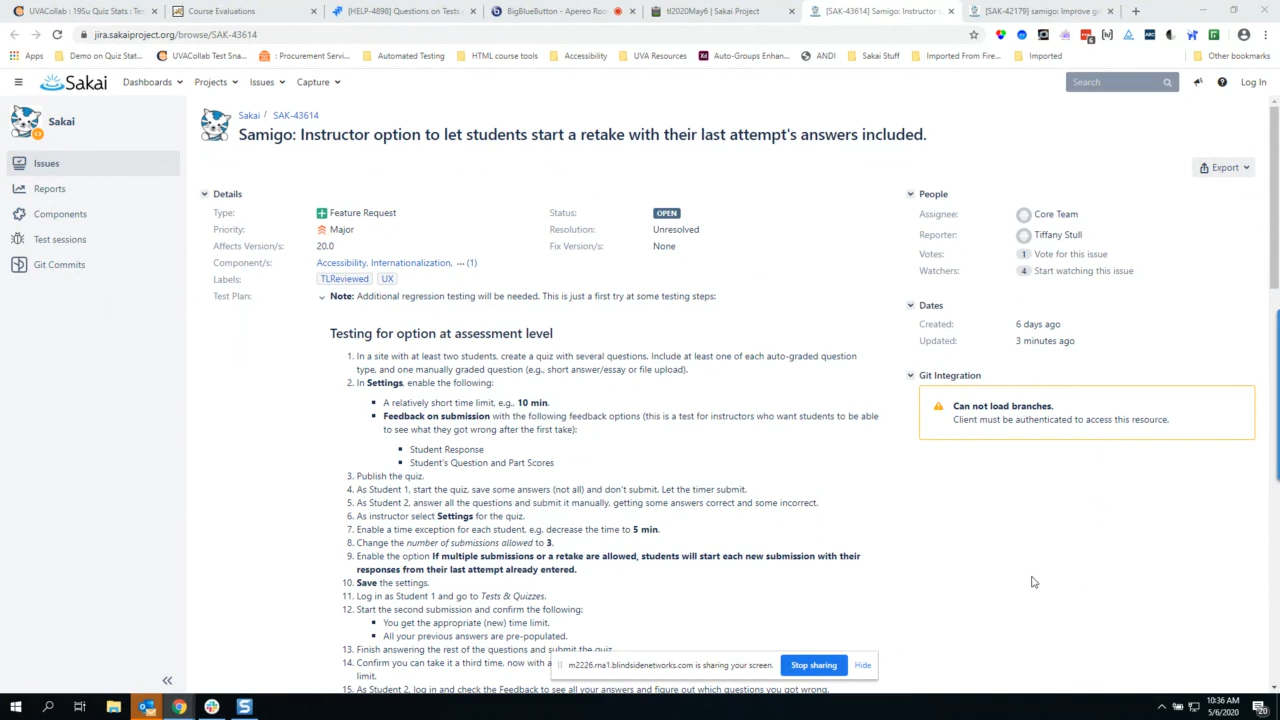 UVACollab : 19Su Quiz Stats : Tes
Course Evaluations
[HELP-4898] Questions on Tests
BigBlueButton - Apereo Roo
tl2020May6 | Sakai Project
[SAK-43614] Samigo: Instructor
[SAK-42179] samigo: Improve ge
jira.sakaiproject.org/browse/SAK-43614
Apps
Demo on Quiz Stat...
UVACollab Test Sna...
: Procurement Servi...
Automated Testing
HTML course tools
Accessibility
UVA Resources
Auto-Groups Enhan...
ANDI
Sakai Stuff
Imported From Fire...
Imported
Other bookmarks
Sakai
Dashboards
Projects
Issues
Capture
Search
Log In
Sakai
Sakai / SAK-43614
Samigo: Instructor option to let students start a retake with their last attempt's answers included.
Issues
Reports
Components
Test sessions
Git Commits
Export
Details
Type: Feature Request
Status: OPEN
Priority: Major
Resolution: Unresolved
Affects Version/s: 20.0
Fix Version/s: None
Component/s: Accessibility, Internationalization, ... (1)
Labels: TLReviewed UX
Test Plan: Note: Additional regression testing will be needed. This is just a first try at some testing steps:
Testing for option at assessment level
1. In a site with at least two students, create a quiz with several questions. Include at least one of each auto-graded question
type, and one manually graded question (e.g., short answer/essay or file upload).
2. In Settings, enable the following:
A relatively short time limit, e.g., 10 min.
Feedback on submission with the following feedback options (this is a test for instructors who want students to be able
to see what they got wrong after the first take):
Student Response
Student's Question and Part Scores
3. Publish the quiz.
4. As Student 1, start the quiz, save some answers (not all) and don't submit. Let the timer submit.
5. As Student 2, answer all the questions and submit it manually, getting some answers correct and some incorrect.
6. As instructor select Settings for the quiz.
7. Enable a time exception for each student, e.g. decrease the time to 5 min.
8. Change the number of submissions allowed to 3.
9. Enable the option If multiple submissions or a retake are allowed, students will start each new submission with their
responses from their last attempt already entered.
10. Save the settings.
11. Log in as Student 1 and go to Tests & Quizzes.
12. Start the second submission and confirm the following:
You get the appropriate (new) time limit.
All your previous answers are pre-populated.
13. Finish answering the rest of the questions and submit the quiz.
14. Confirm you can take it a third time, now with a
limit.
15. As Student 2, log in and check the Feedback to see all your answers and figure out which questions you got wrong.
People
Assignee: Core Team
Reporter: Tiffany Stull
Votes: 1 Vote for this issue
Watchers: 4 Start watching this issue
Dates
Created: 6 days ago
Updated: 3 minutes ago
Git Integration
Can not load branches.
Client must be authenticated to access this resource.
m2226.rna1.blindsidenetworks.com is sharing your screen.
Stop sharing
Hide
10:36 AM
5/6/2020
20